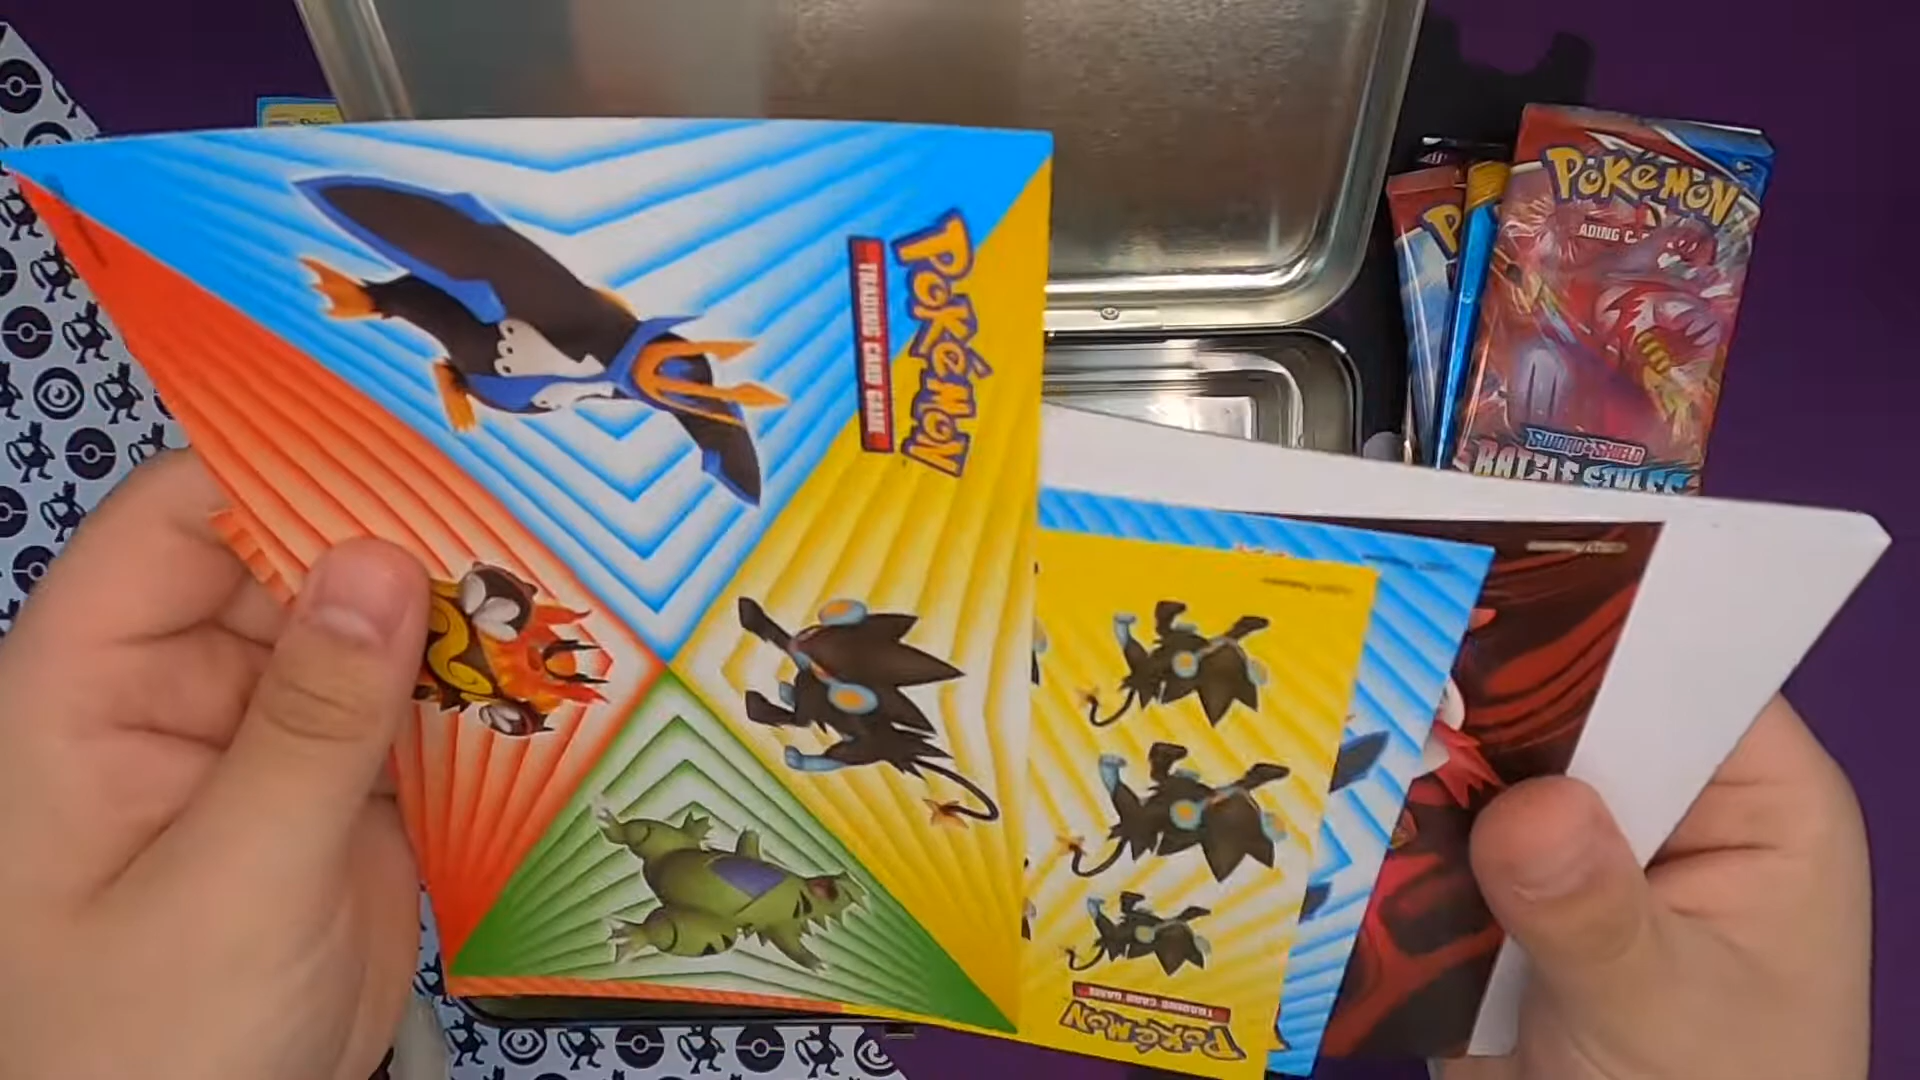 POKéMON
TRADING CARD GAME
POKéMON
ADING C
SWORD & SHIELD
BATTLE STYLES
TRADING CARD GAME
POKéMON